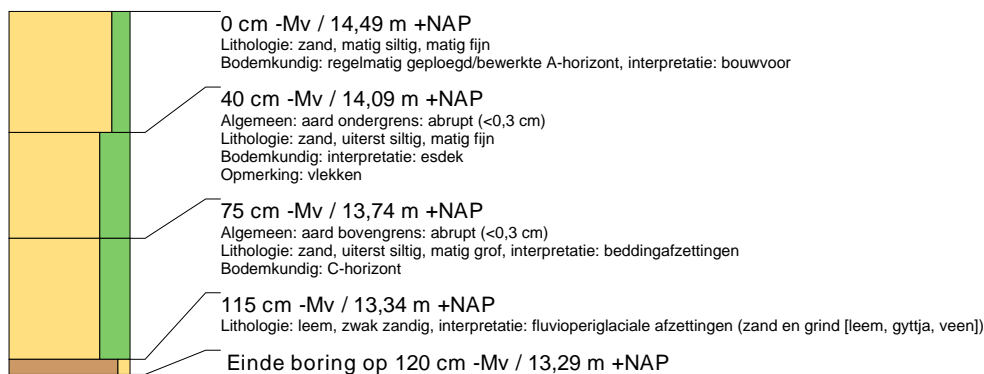 0 cm -Mv / 14,49 m +NAP
Lithologie: zand, matig siltig, matig fijn
Bodemkundig: regelmatig geploegd/bewerkte A-horizont, interpretatie: bouwvoor
40 cm -Mv / 14,09 m +NAP
Algemeen: aard ondergrens: abrupt (<0,3 cm)
Lithologie: zand, uiterst siltig, matig fijn
Bodemkundig: interpretatie: esdek
Opmerking: vlekken
75 cm -Mv / 13,74 m +NAP
Algemeen: aard bovengrens: abrupt (<0,3 cm)
Lithologie: zand, uiterst siltig, matig grof, interpretatie: beddingafzettingen
Bodemkundig: C-horizont
115 cm -Mv / 13,34 m +NAP
Lithologie: leem, zwak zandig, interpretatie: fluvioperiglaciale afzettingen (zand en grind [leem, gyttja, veen])
Einde boring op 120 cm -Mv / 13,29 m +NAP